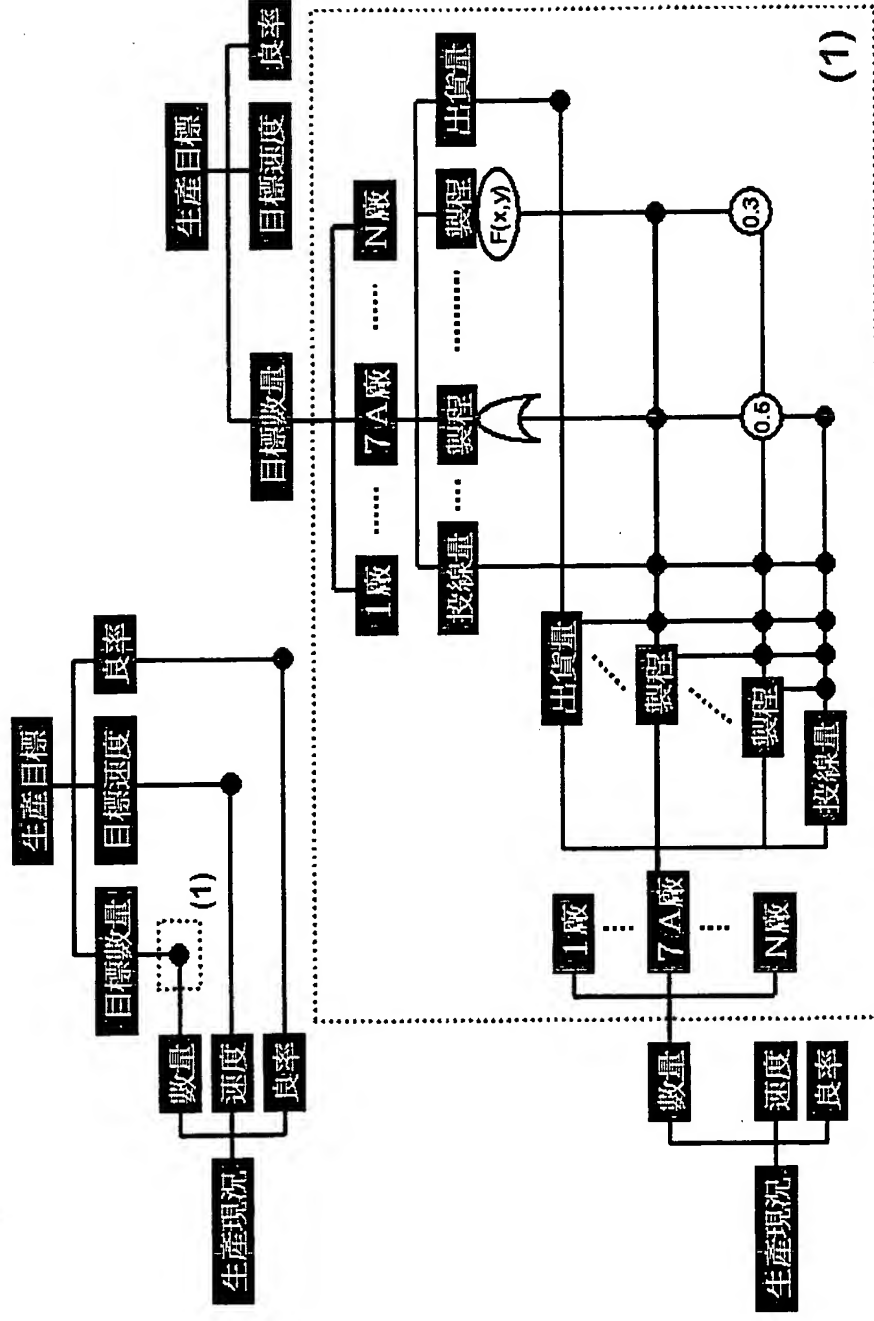 生產目標
目標數量
目標速度
良率
(1)
生產現況
數量
速度
良率
生產目標
目標數量
目標速度
良率
1廠
7A廠
N廠
投線量
製程
製程
出貨量
F(x,y)
0.3
0.5
出貨量
製程
製程
投線量
1廠
7A廠
N廠
數量
速度
良率
生產現況
(1)